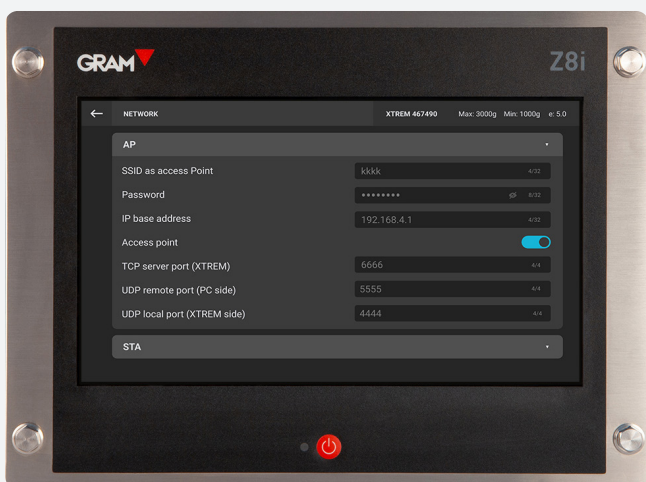 GRAM
Z8i
NETWORK XTREM 467490 Max: 3000g Min: 1000g e: 5.0
AP
SSID as access Point kkkk 4/32
Password •••••••• 8/32
IP base address 192.168.4.1 4/32
Access point
TCP server port (XTREM) 6666 4/4
UDP remote port (PC side) 5555 4/4
UDP local port (XTREM side) 4444 4/4
STA